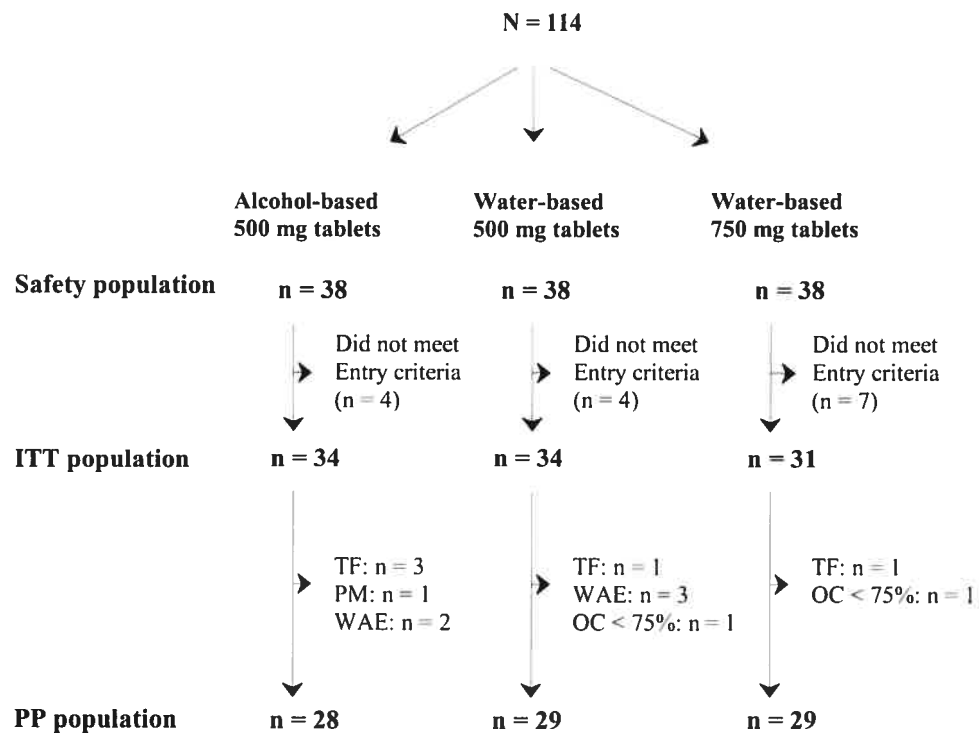 N = 114
Alcohol-based
500 mg tablets
Water-based
500 mg tablets
Water-based
750 mg tablets
Safety population
n = 38
n = 38
n = 38
Did not meet
Entry criteria
(n = 4)
Did not meet
Entry criteria
(n = 4)
Did not meet
Entry criteria
(n = 7)
ITT population
n = 34
n = 34
n = 31
TF: n = 3
PM: n = 1
WAE: n = 2
TF: n = 1
WAE: n = 3
OC < 75%: n = 1
TF: n = 1
OC < 75%: n = 1
PP population
n = 28
n = 29
n = 29